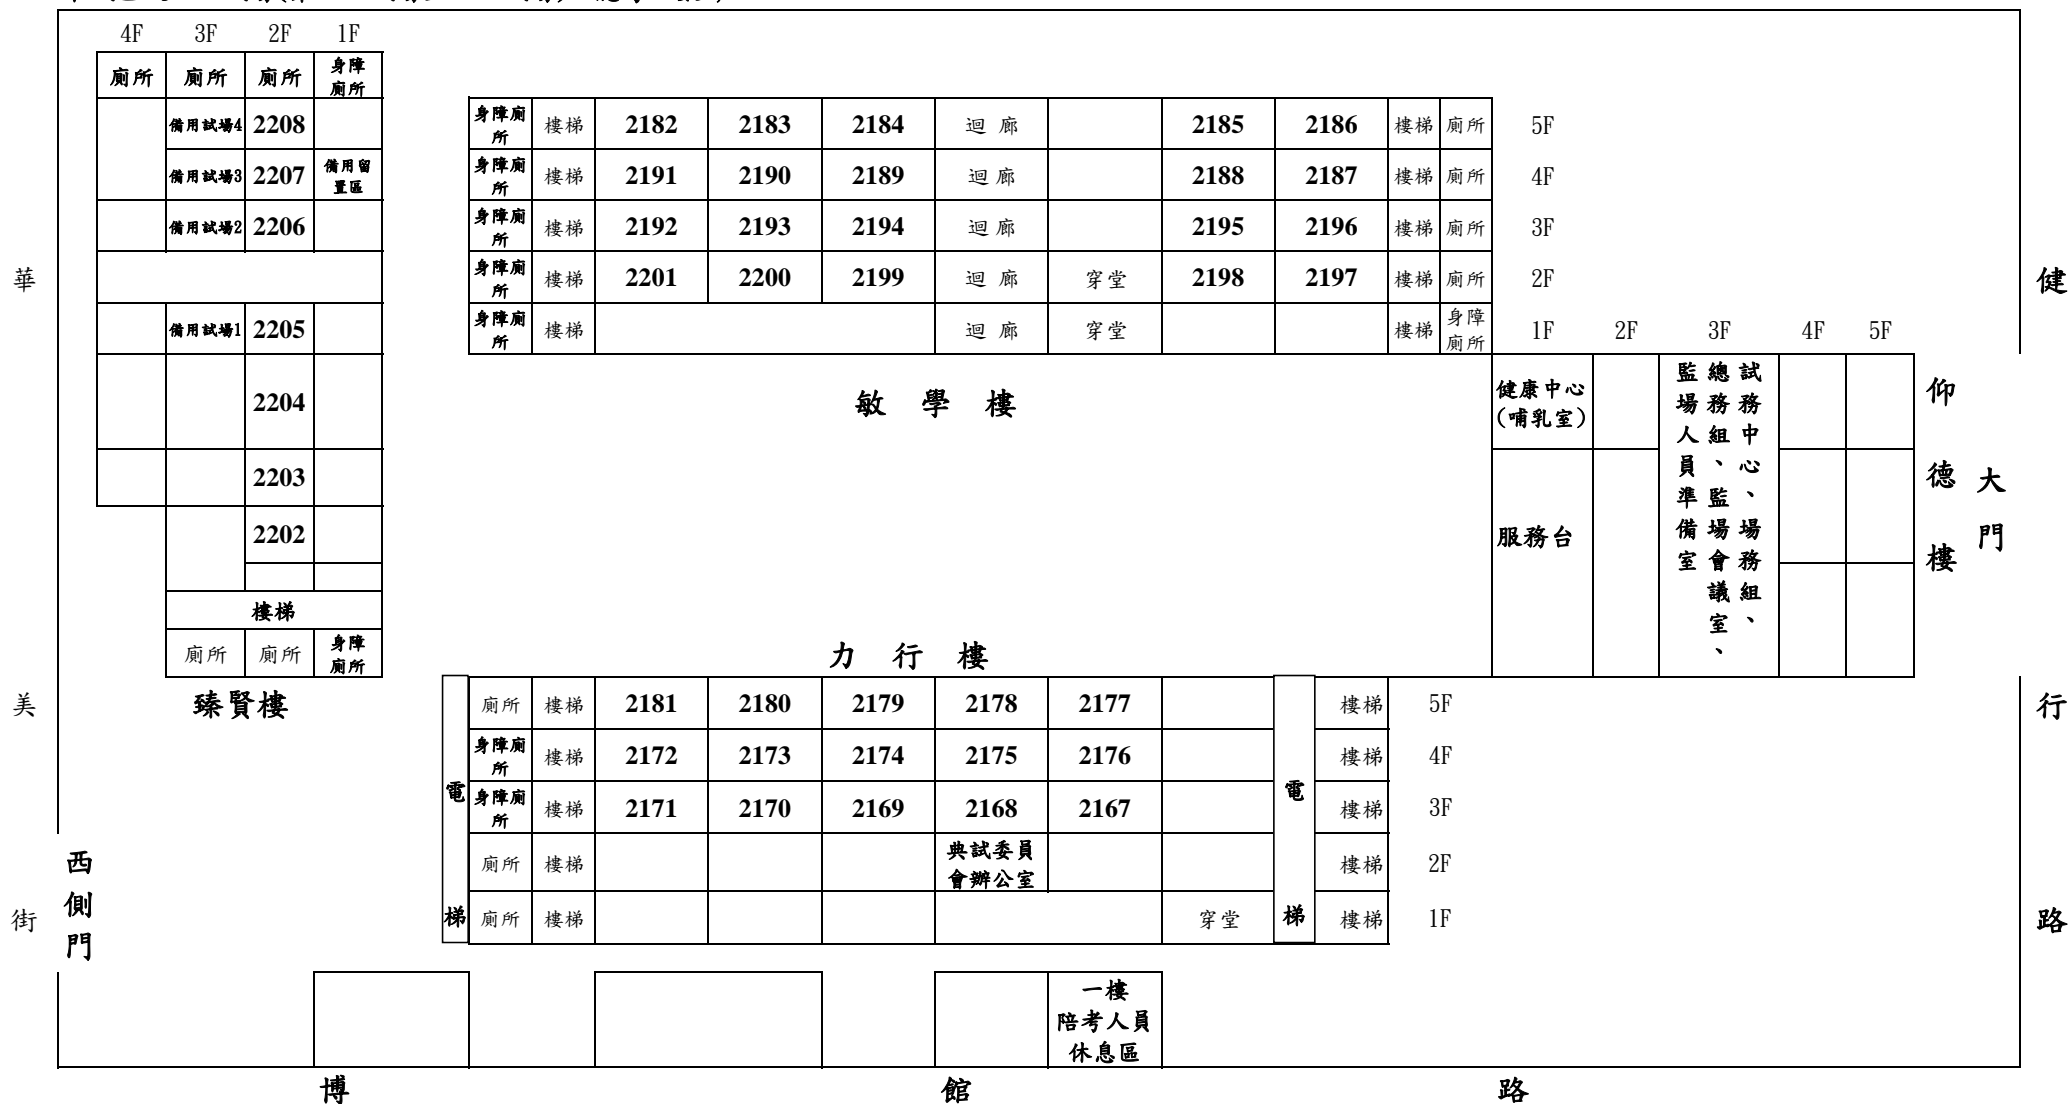 4F 3F 2F 1F
廁所 廁所 廁所 身障廁所
備用試場4 2208
備用試場3 2207 備用留置區
備用試場2 2206
備用試場1 2205
2204
2203
2202
樓梯
廁所 廁所 身障廁所
臻賢樓
身障廁所 樓梯 2182 2183 2184 迴廊 2185 2186 樓梯 廁所 5F
身障廁所 樓梯 2191 2190 2189 迴廊 2188 2187 樓梯 廁所 4F
身障廁所 樓梯 2192 2193 2194 迴廊 2195 2196 樓梯 廁所 3F
身障廁所 樓梯 2201 2200 2199 迴廊 穿堂 2198 2197 樓梯 廁所 2F
身障廁所 樓梯 迴廊 穿堂 樓梯 身障廁所 1F 2F 3F 4F 5F
敏學樓
健康中心
(哺乳室)
服務台
試務中心、場務組、
總務組、監場會議室、
監場人員準備室
仰德樓
大門
力行樓
電梯
廁所 樓梯 2181 2180 2179 2178 2177 樓梯 5F
身障廁所 樓梯 2172 2173 2174 2175 2176 樓梯 4F
身障廁所 樓梯 2171 2170 2169 2168 2167 樓梯 3F
廁所 樓梯 典試委員會辦公室 樓梯 2F
廁所 樓梯 穿堂 樓梯 1F
電梯
一樓
陪考人員
休息區
西側門
華美街
健行路
博館路